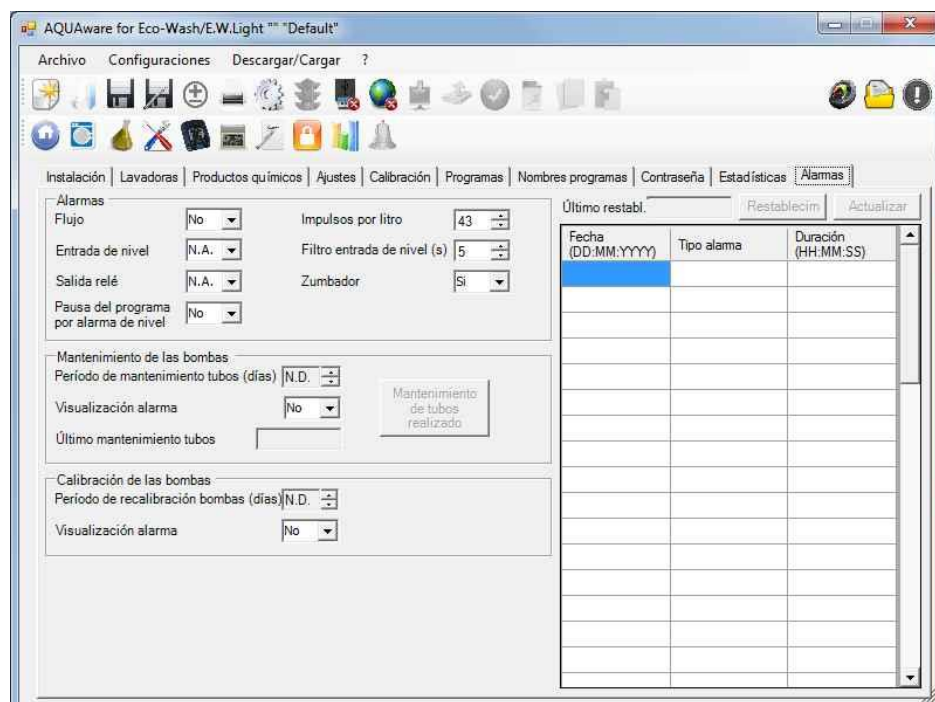 AQUAware for Eco-Wash/E.W.Light "" "Default"
Archivo Configuraciones Descargar/Cargar ?
Instalación Lavadoras Productos químicos Ajustes Calibración Programas Nombres programas Contraseña Estadísticas Alarmas
Alarmas
Flujo No Impulsos por litro 43
Entrada de nivel N.A. Filtro entrada de nivel (s) 5
Salida relé N.A. Zumbador Si
Pausa del programa
por alarma de nivel No
Mantenimiento de las bombas
Período de mantenimiento tubos (días) N.D.
Visualización alarma No
Mantenimiento
de tubos
realizado
Último mantenimiento tubos
Calibración de las bombas
Período de recalibración bombas (días) N.D.
Visualización alarma No
Último restabl. Restablecim Actualizar
Fecha
(DD:MM:YYYY)
Tipo alarma
Duración
(HH:MM:SS)